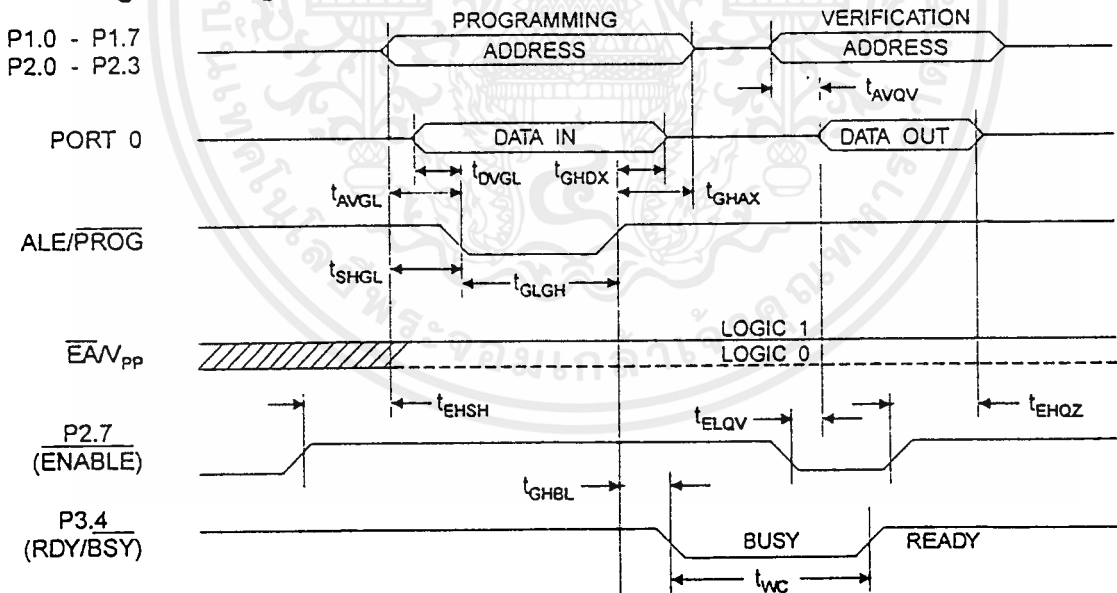 PROGRAMMING VERIFICATION
P1.0 - P1.7
P2.0 - P2.3
ADDRESS ADDRESS
tAVQV
PORT 0 DATA IN DATA OUT
tDVGL tGHDX
tAVGL tGHAX
ALE/PROG
tSHGL tGLGH
LOGIC 1
EA/VPP LOGIC 0
tEHSH tELQV tEHQZ
P2.7
(ENABLE)
tGHBL
P3.4
(RDY/BSY) BUSY READY
tWC